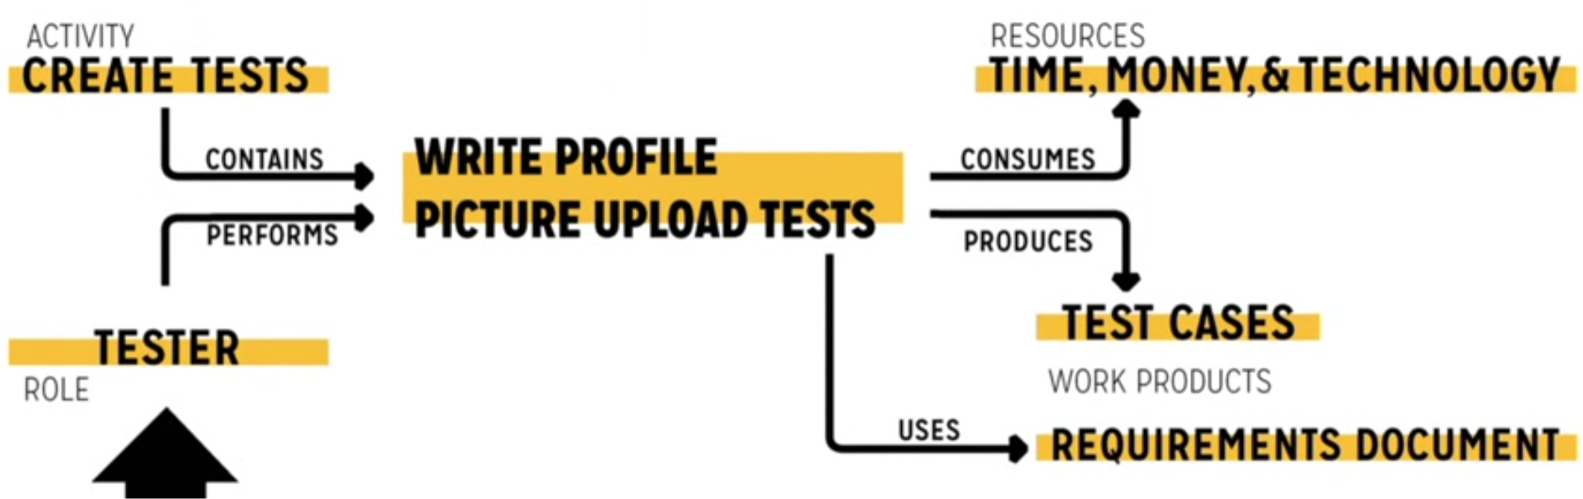 ACTIVITY
CREATE TESTS
CONTAINS
PERFORMS
TESTER
ROLE
WRITE PROFILE
PICTURE UPLOAD TESTS
RESOURCES
TIME, MONEY, & TECHNOLOGY
CONSUMES
PRODUCES
TEST CASES
WORK PRODUCTS
USES
REQUIREMENTS DOCUMENT